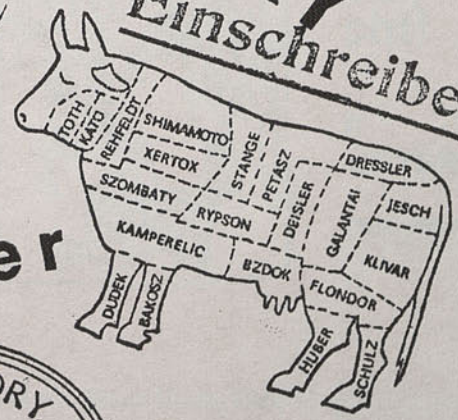 Einschreibe
TOTH
KATO
REHFELDT
SHIMAMOTO
XERTOX
SZOMBATY
KAMPERELIC
STANGE
PETASZ
RYPSON
DEISLER
DRESSLER
GALANTAI
JESCH
KLIVAR
BZDOK
FLONDOR
DUDEK
BAKOSZ
HUBER
SCHULZ
er
ORY